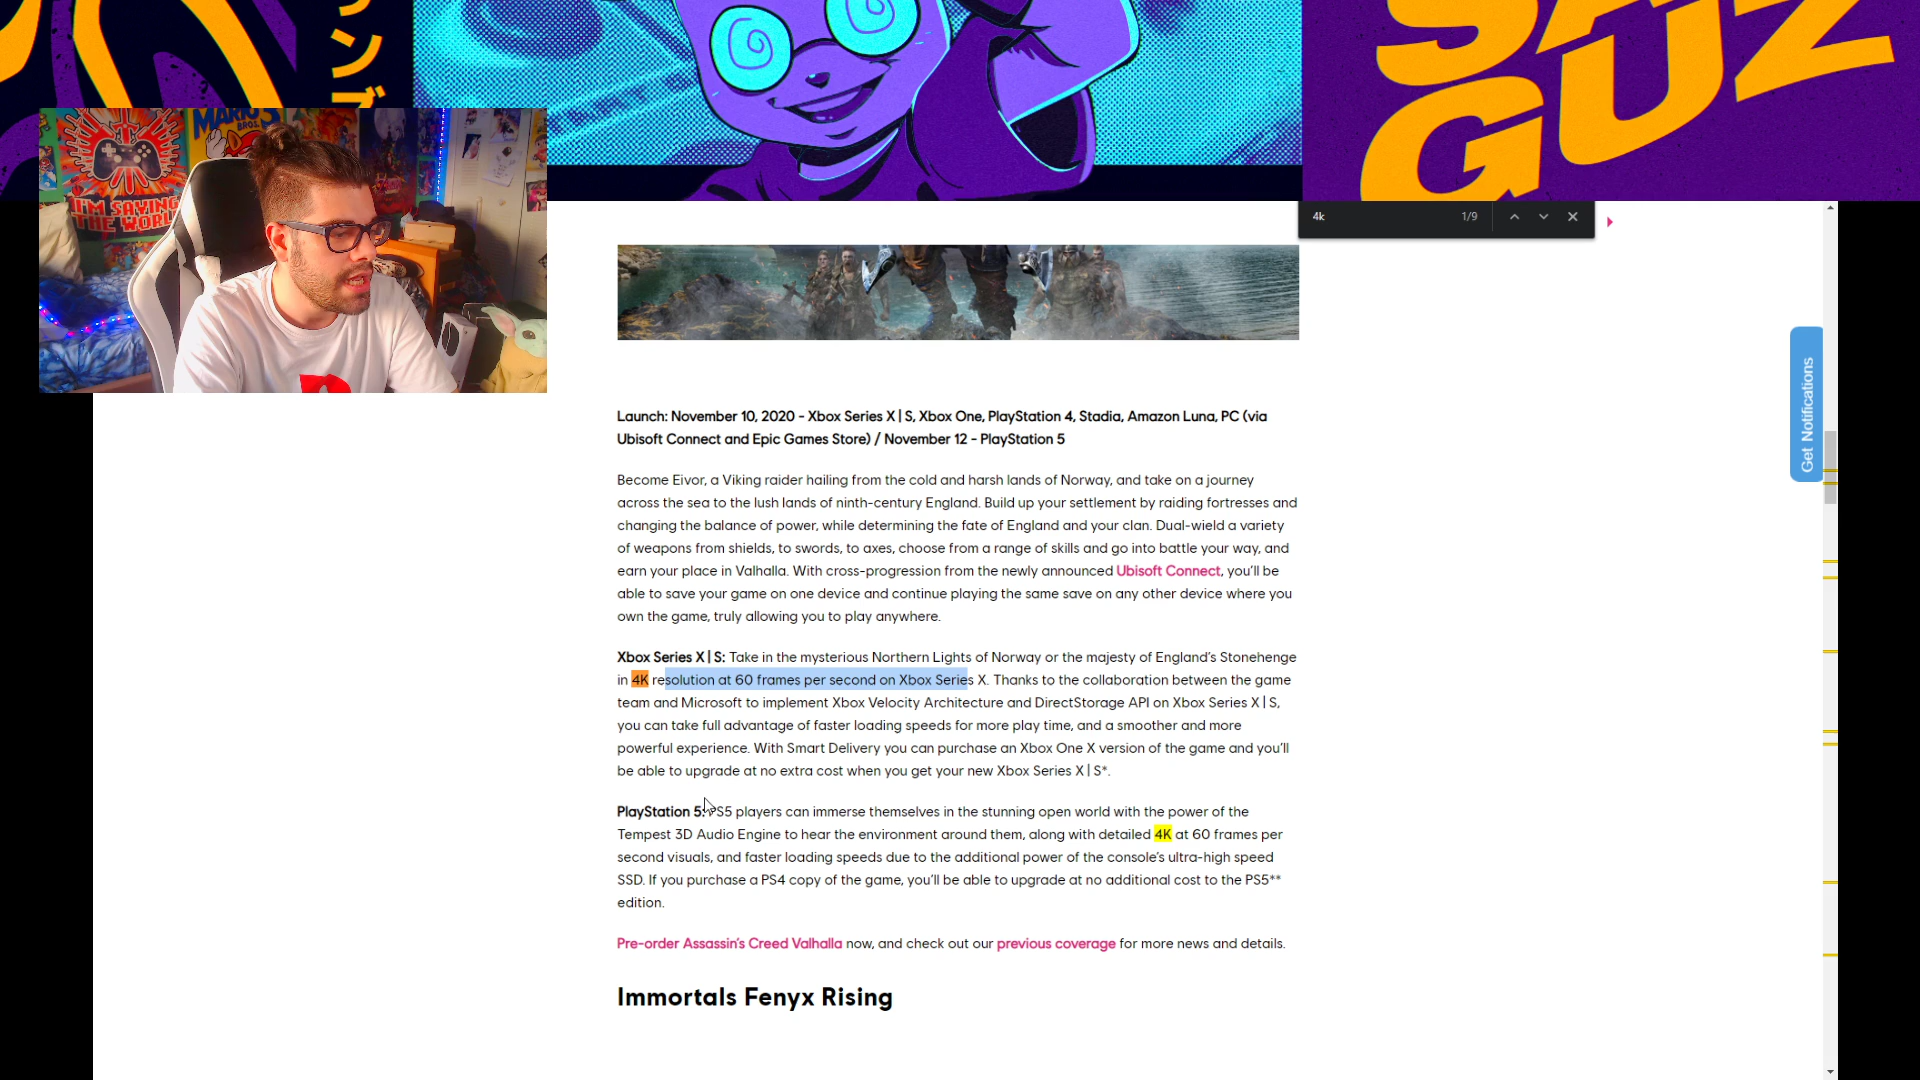 ング
SA
GUZ
MARIO
BROS. 3
I'M SAYING
THE WORD
4k
1/9
Launch: November 10, 2020 - Xbox Series X | S, Xbox One, PlayStation 4, Stadia, Amazon Luna, PC (via
Ubisoft Connect and Epic Games Store) / November 12 - PlayStation 5
Become Eivor, a Viking raider hailing from the cold and harsh lands of Norway, and take on a journey
across the sea to the lush lands of ninth-century England. Build up your settlement by raiding fortresses and
changing the balance of power, while determining the fate of England and your clan. Dual-wield a variety
of weapons from shields, to swords, to axes, choose from a range of skills and go into battle your way, and
earn your place in Valhalla. With cross-progression from the newly announced Ubisoft Connect, you'll be
able to save your game on one device and continue playing the same save on any other device where you
own the game, truly allowing you to play anywhere.
Xbox Series X | S: Take in the mysterious Northern Lights of Norway or the majesty of England's Stonehenge
in 4K resolution at 60 frames per second on Xbox Series X. Thanks to the collaboration between the game
team and Microsoft to implement Xbox Velocity Architecture and DirectStorage API on Xbox Series X | S,
you can take full advantage of faster loading speeds for more play time, and a smoother and more
powerful experience. With Smart Delivery you can purchase an Xbox One X version of the game and you'll
be able to upgrade at no extra cost when you get your new Xbox Series X | S*.
PlayStation 5: PS5 players can immerse themselves in the stunning open world with the power of the
Tempest 3D Audio Engine to hear the environment around them, along with detailed 4K at 60 frames per
second visuals, and faster loading speeds due to the additional power of the console's ultra-high speed
SSD. If you purchase a PS4 copy of the game, you'll be able to upgrade at no additional cost to the PS5**
edition.
Pre-order Assassin's Creed Valhalla now, and check out our previous coverage for more news and details.
Immortals Fenyx Rising
Get Notifications